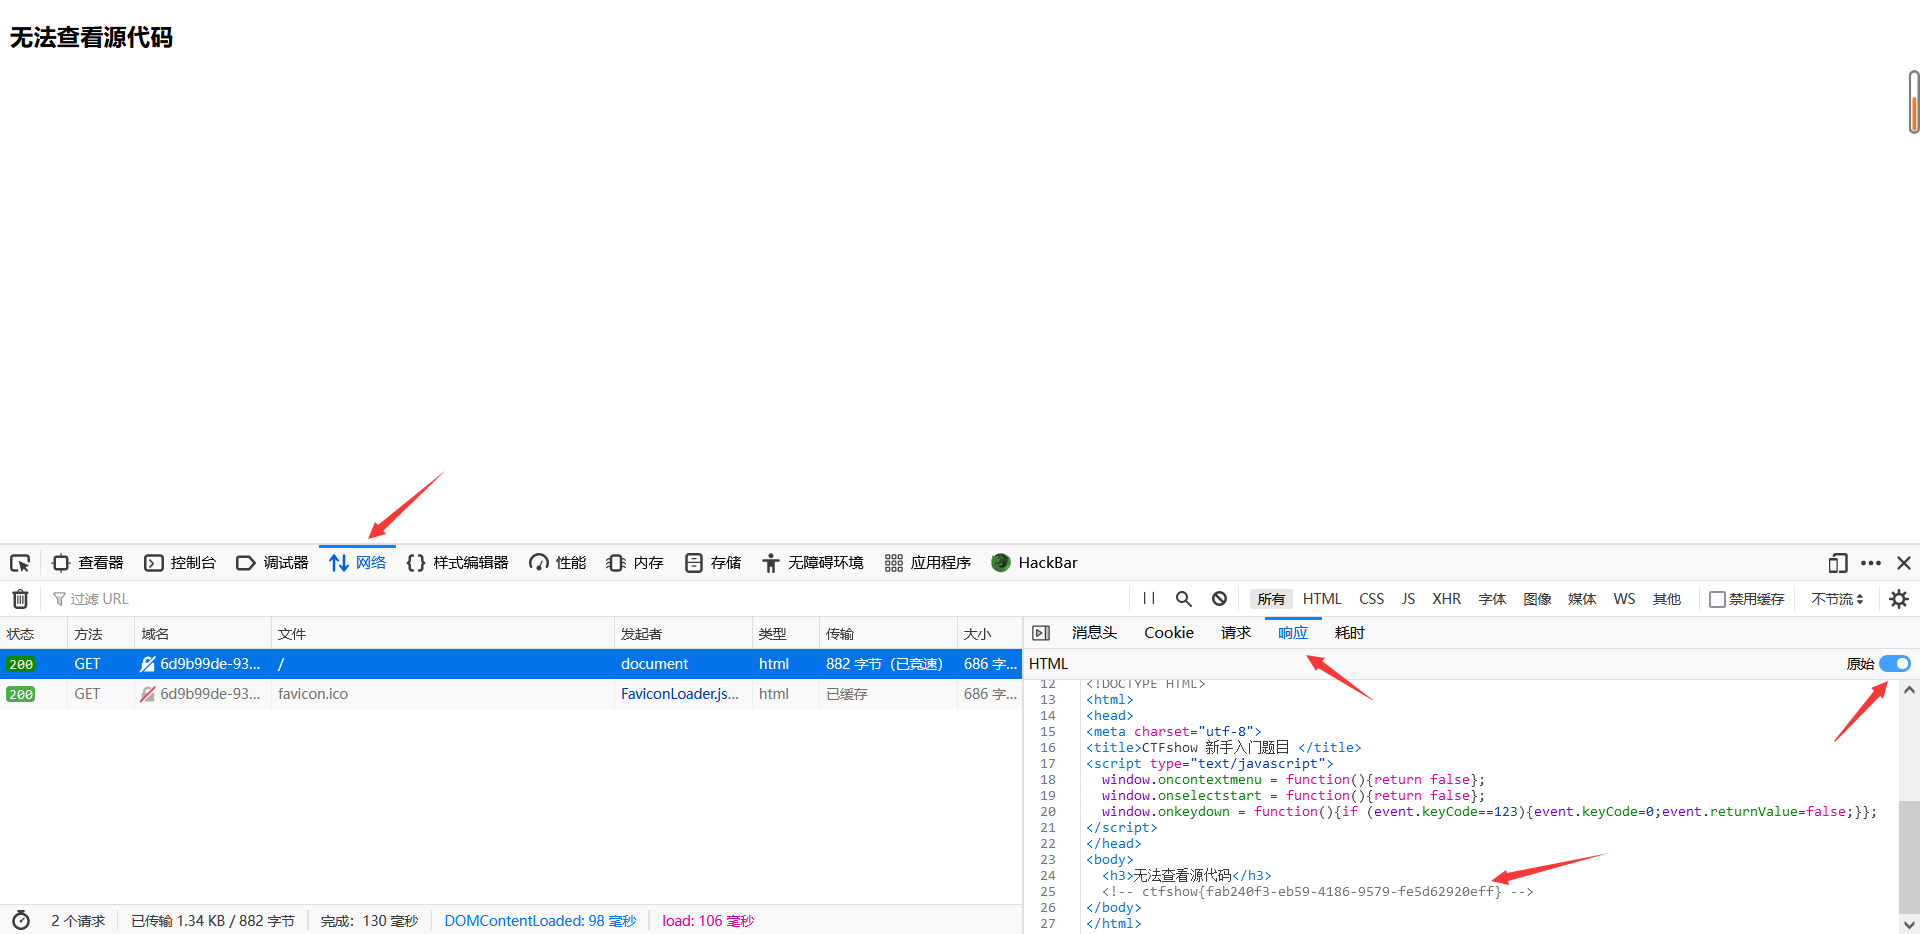 无法查看源代码
查看器 控制台 调试器 网络 样式编辑器 性能 内存 存储 无障碍环境 应用程序 HackBar
过滤 URL
所有 HTML CSS JS XHR 字体 图像 媒体 WS 其他 禁用缓存 不节流
状态 方法 域名 文件 发起者 类型 传输 大小
200 GET 6d9b99de-93... / document html 882 字节（已竞速） 686 字...
200 GET 6d9b99de-93... favicon.ico FaviconLoader.js... html 已缓存 686 字...
消息头 Cookie 请求 响应 耗时
HTML 原始
12 <!DOCTYPE HTML>
13 <html>
14 <head>
15 <meta charset="utf-8">
16 <title>CTFshow 新手入门题目 </title>
17 <script type="text/javascript">
18 window.oncontextmenu = function(){return false};
19 window.onselectstart = function(){return false};
20 window.onkeydown = function(){if (event.keyCode==123){event.keyCode=0;event.returnValue=false;}};
21 </script>
22 </head>
23 <body>
24 <h3>无法查看源代码</h3>
25 <!-- ctfshow{fab240f3-eb59-4186-9579-fe5d62920eff} -->
26 </body>
27 </html>
2 个请求 已传输 1.34 KB / 882 字节 完成：130 毫秒 DOMContentLoaded: 98 毫秒 load: 106 毫秒